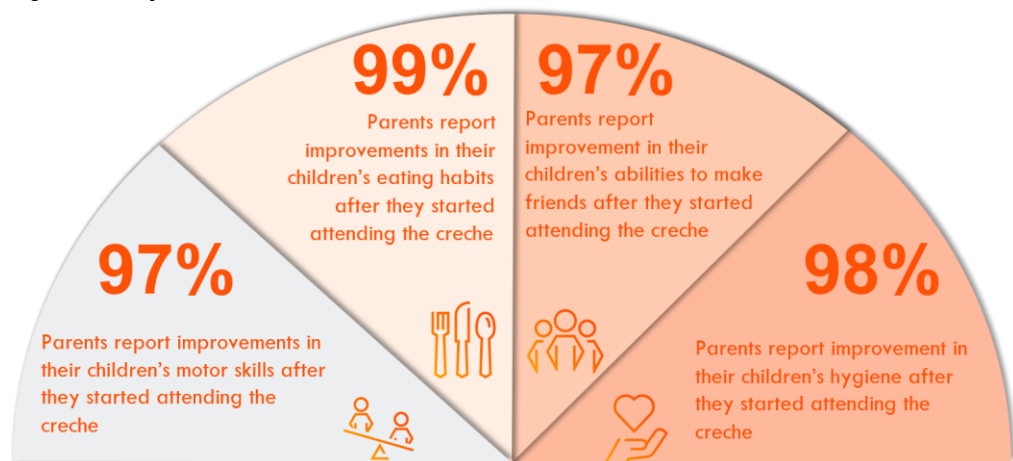 97%
Parents report improvements in
their children's motor skills after
they started attending the
creche
99%
Parents report
improvements in their
children's eating habits
after they started
attending the creche
97%
Parents report
improvement in their
children's abilities to make
friends after they started
attending the creche
98%
Parents report improvement in
their children's hygiene after
they started attending the
creche